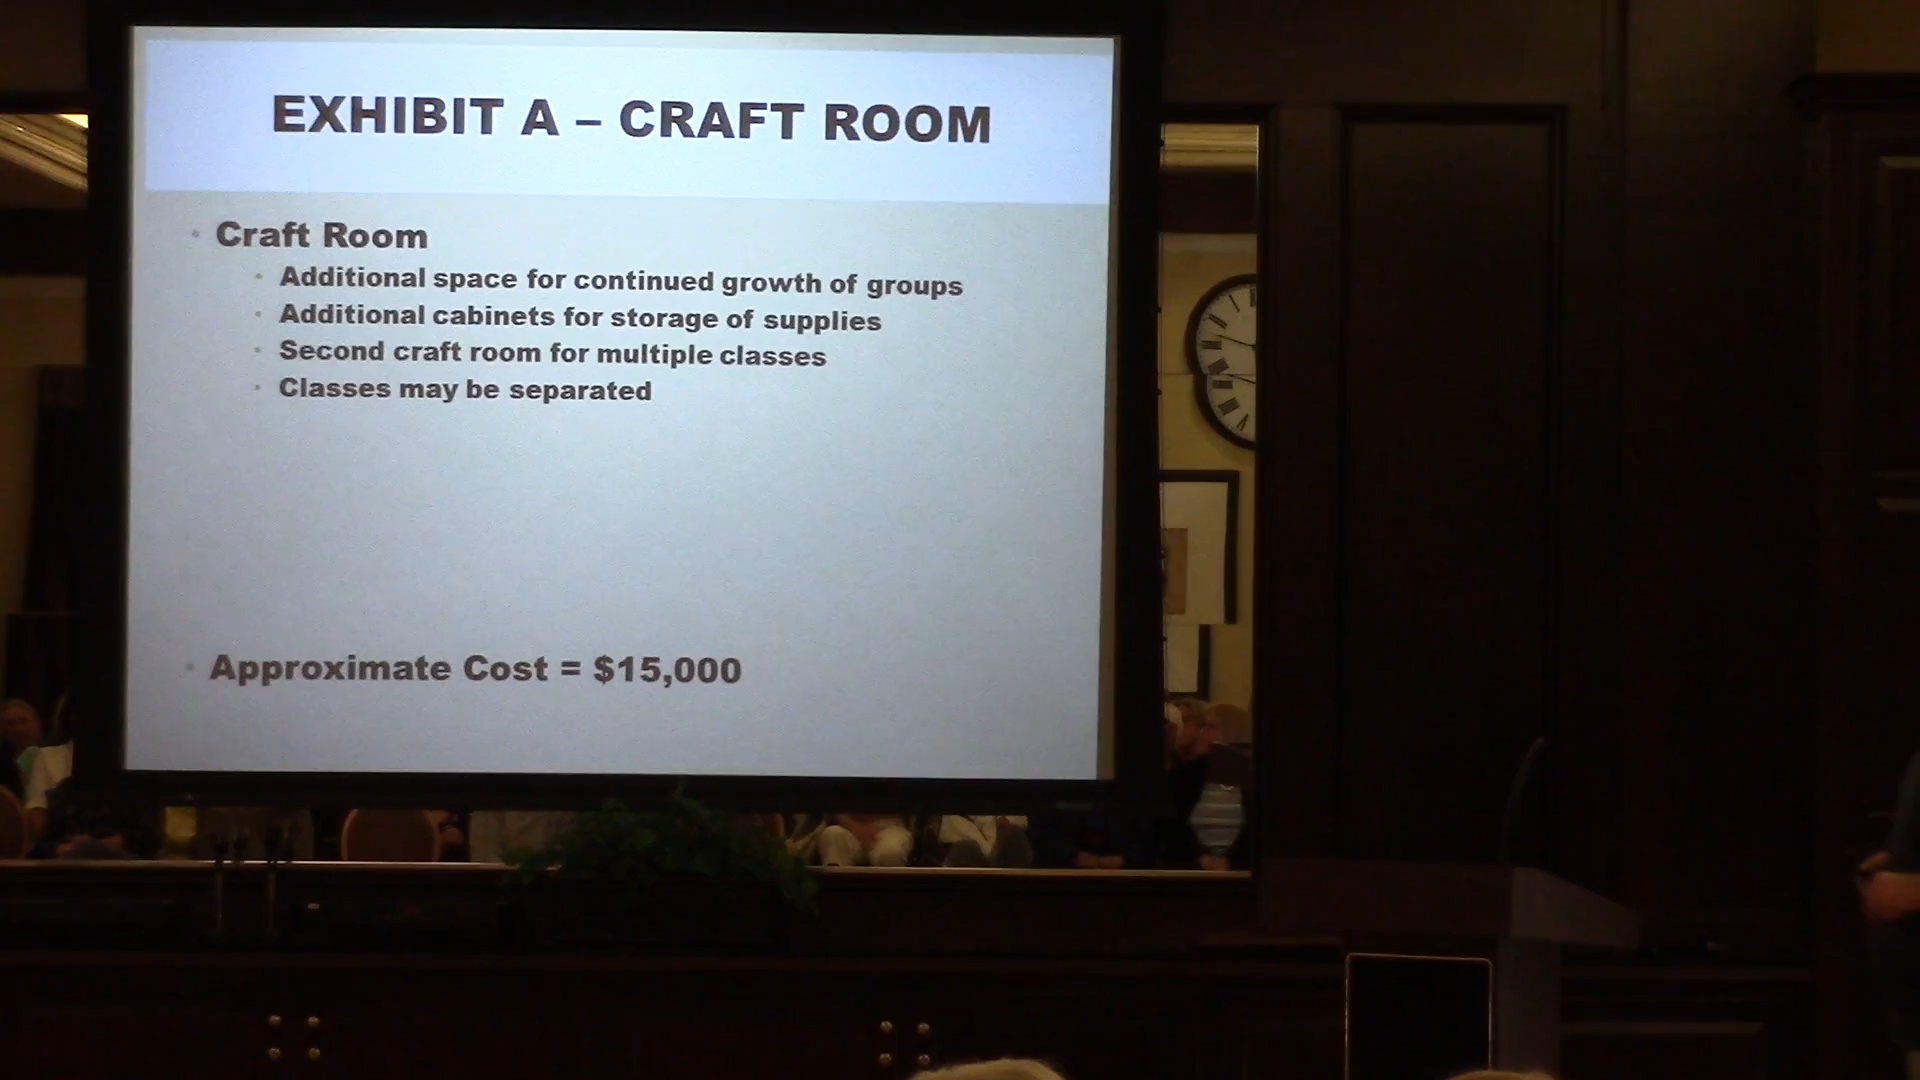 EXHIBIT A – CRAFT ROOM
• Craft Room
• Additional space for continued growth of groups
• Additional cabinets for storage of supplies
• Second craft room for multiple classes
• Classes may be separated
• Approximate Cost = $15,000